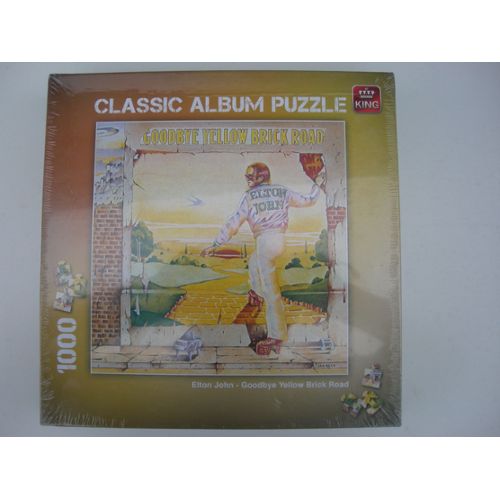 CLASSIC ALBUM PUZZLE
KING
GOODBYE YELLOW BRICK ROAD
ELTON
JOHN
1000
Elton John - Goodbye Yellow Brick Road